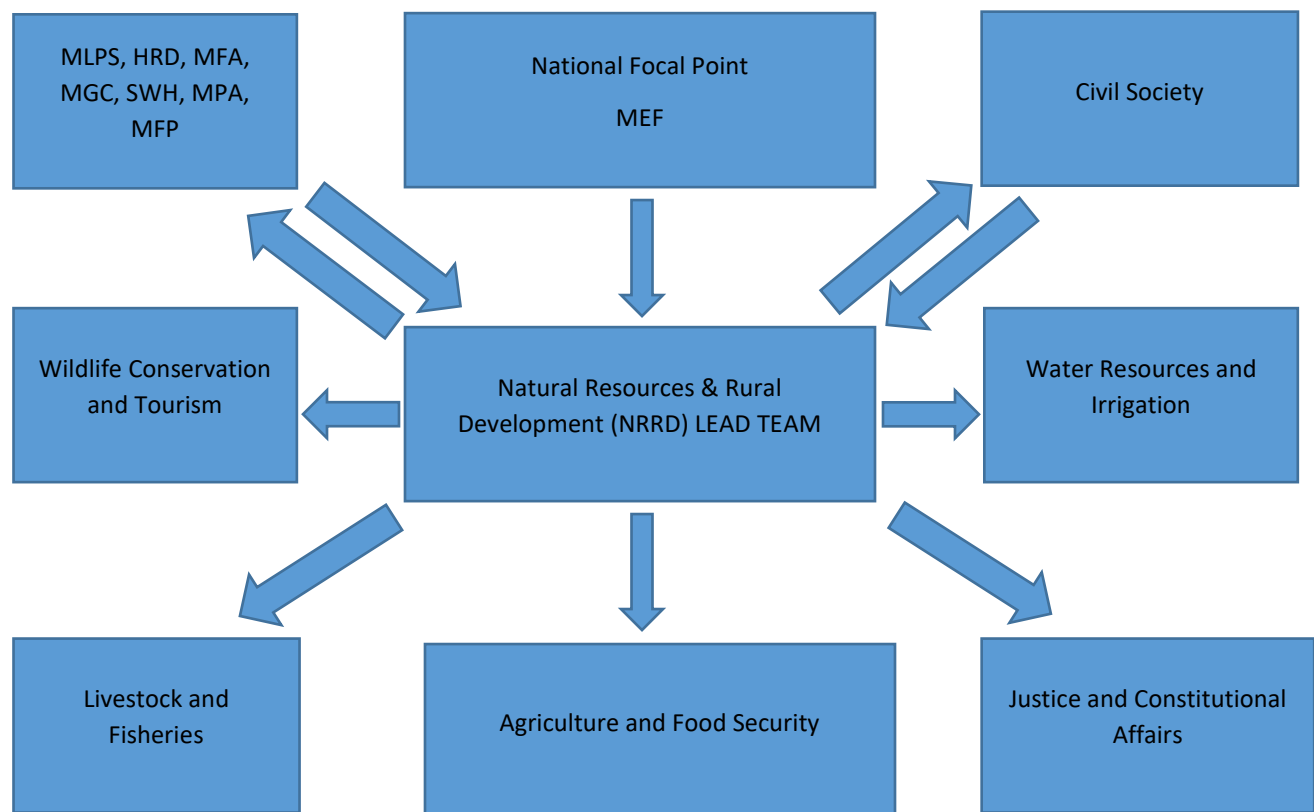 MLPS, HRD, MFA,
MGC, SWH, MPA,
MFP
National Focal Point
MEF
Civil Society
Wildlife Conservation
and Tourism
Natural Resources & Rural
Development (NRRD) LEAD TEAM
Water Resources and
Irrigation
Livestock and
Fisheries
Agriculture and Food Security
Justice and Constitutional
Affairs